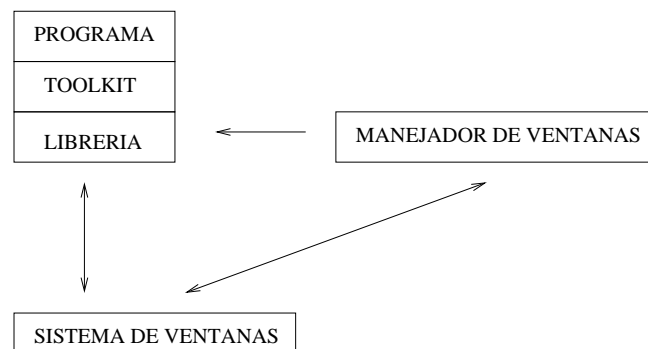 PROGRAMA
TOOLKIT
LIBRERIA
MANEJADOR DE VENTANAS
SISTEMA DE VENTANAS